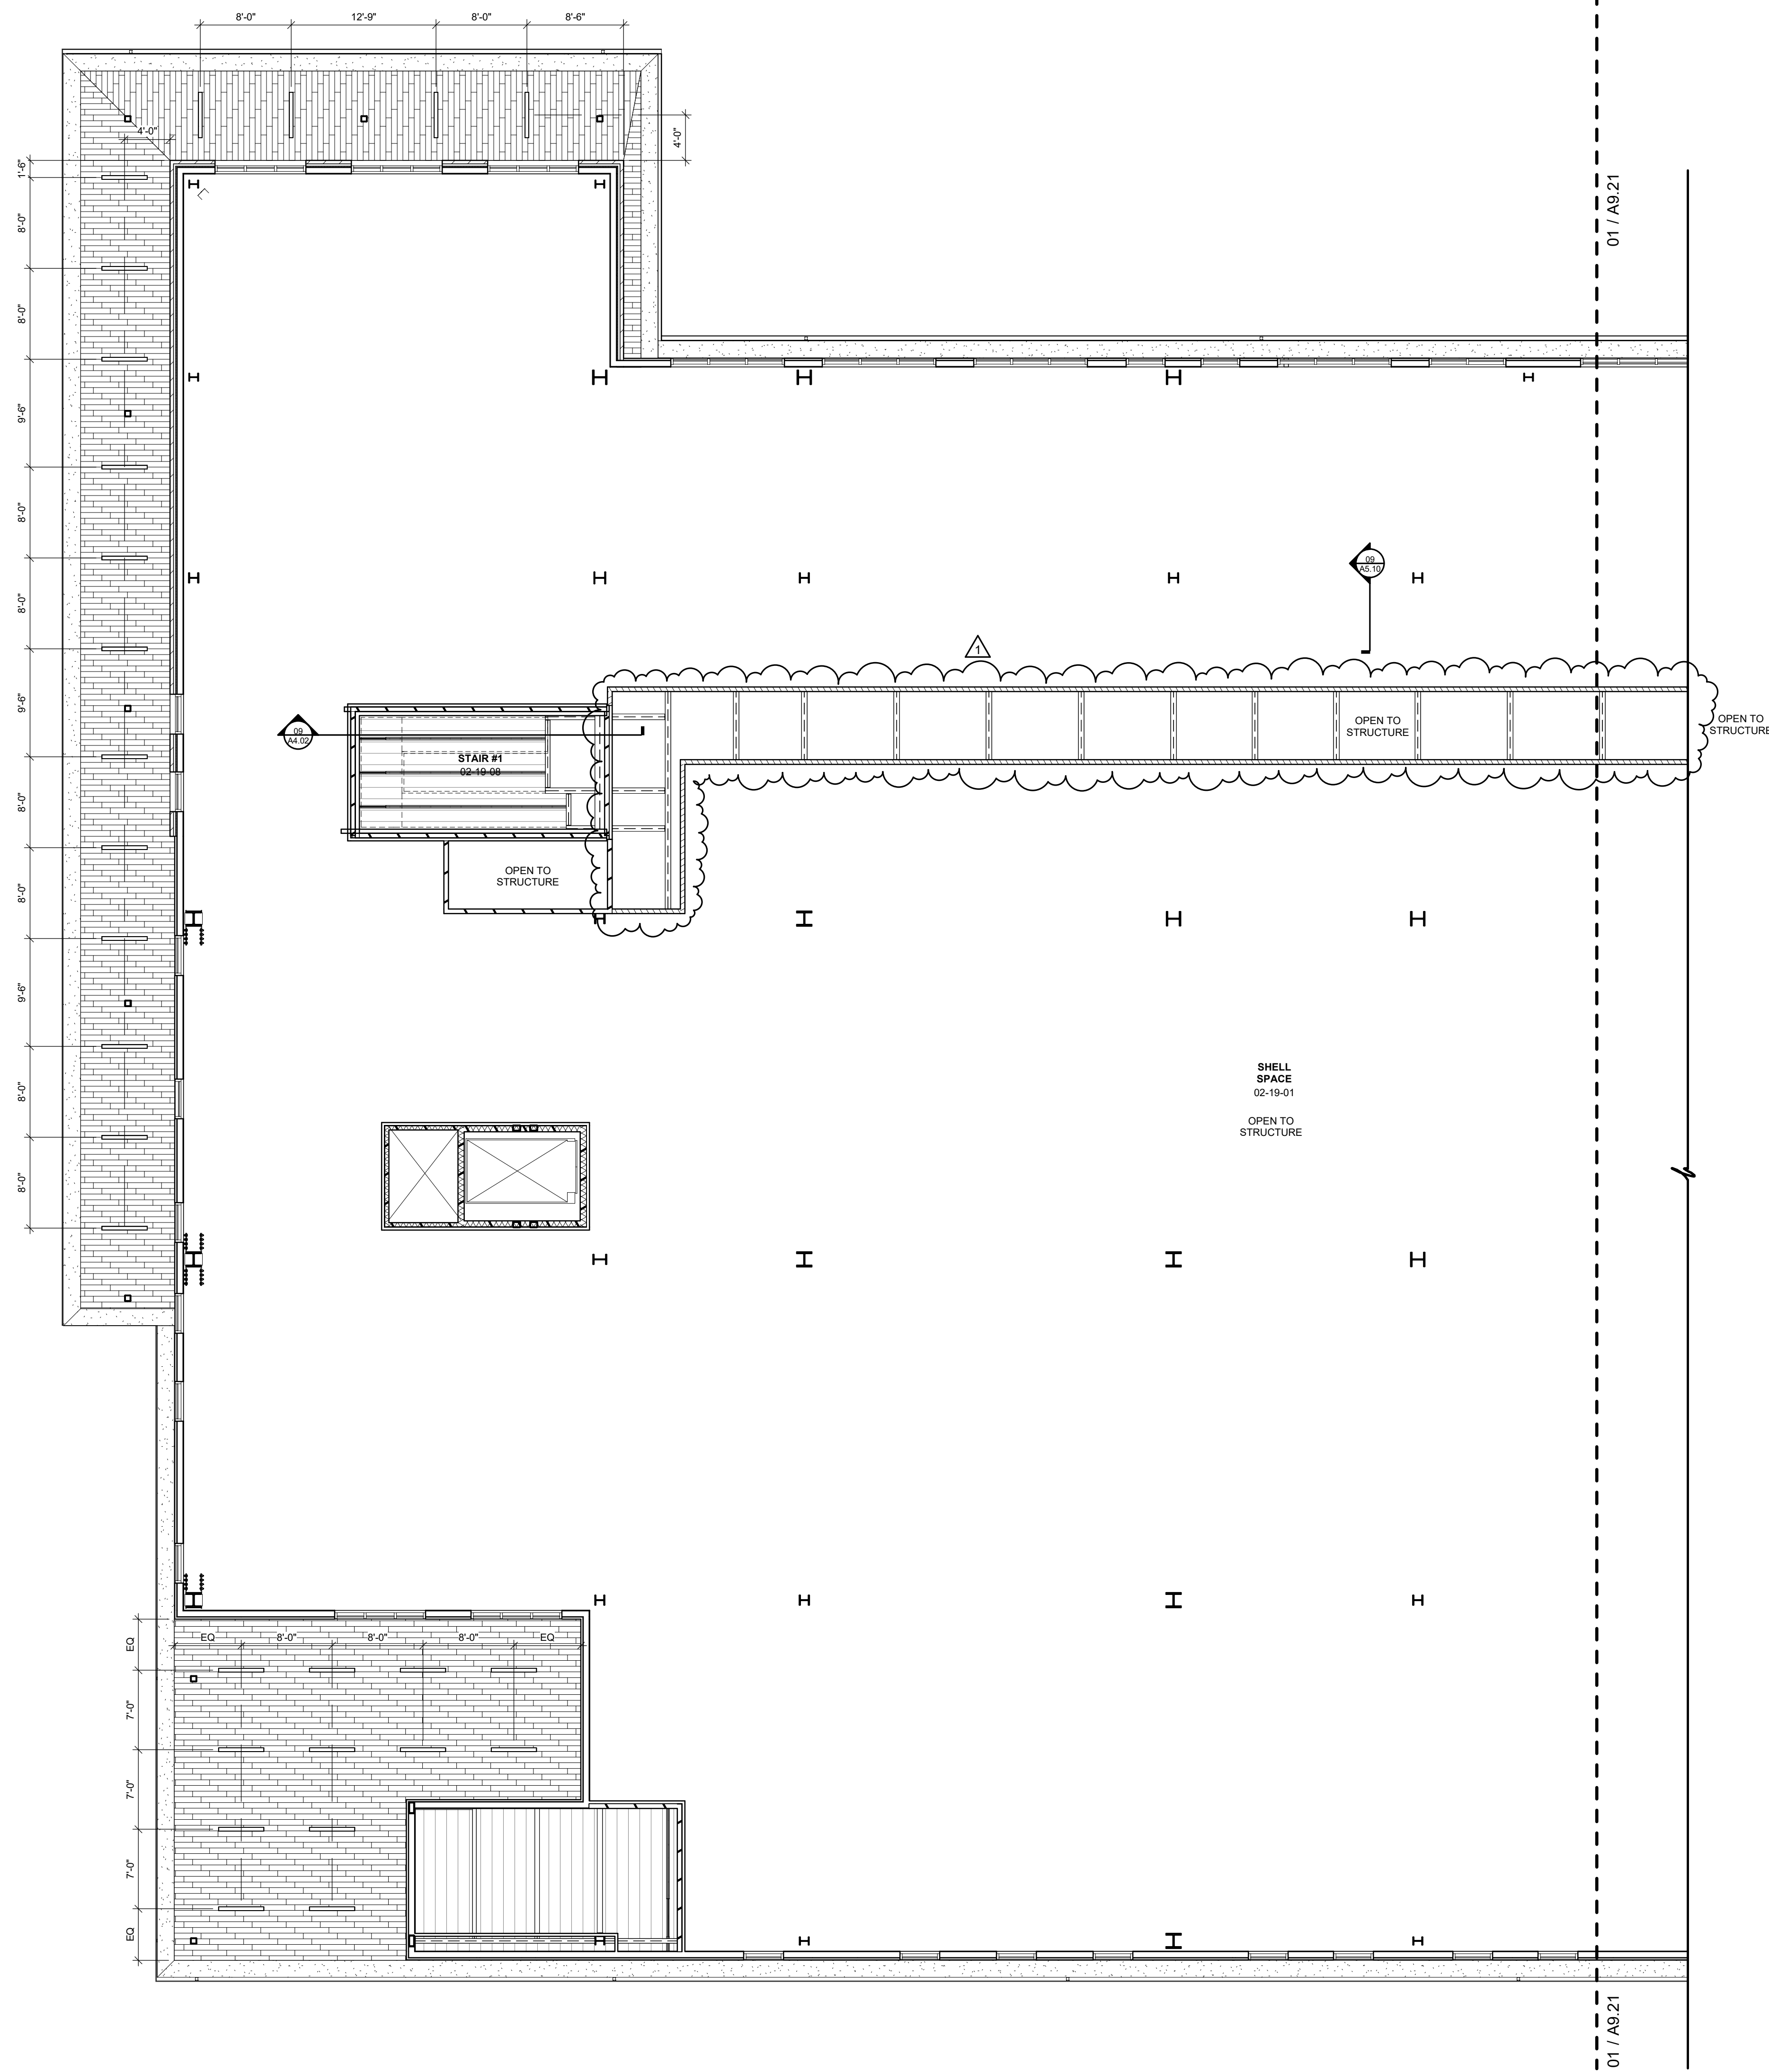 8'-0"
12'-9"
8'-0"
8'-6"
4'-0"
4'-0"
1'-6"
8'-0"
8'-0"
9'-6"
8'-0"
8'-0"
9'-6"
8'-0"
8'-0"
9'-6"
8'-0"
8'-0"
01 / A9.21
09
A5.10
1
09
A4.02
STAIR #1
02-19-08
OPEN TO
STRUCTURE
OPEN TO
STRUCTURE
OPEN TO
STRUCTURE
SHELL
SPACE
02-19-01
OPEN TO
STRUCTURE
EQ
8'-0"
8'-0"
8'-0"
EQ
EQ
7'-0"
7'-0"
7'-0"
EQ
01 / A9.21